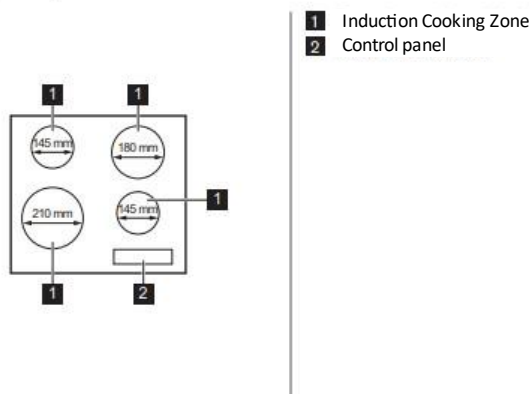 1 Induction Cooking Zone
2 Control panel
1 1
145 mm 180 mm
1
210 mm 145 mm
1 2